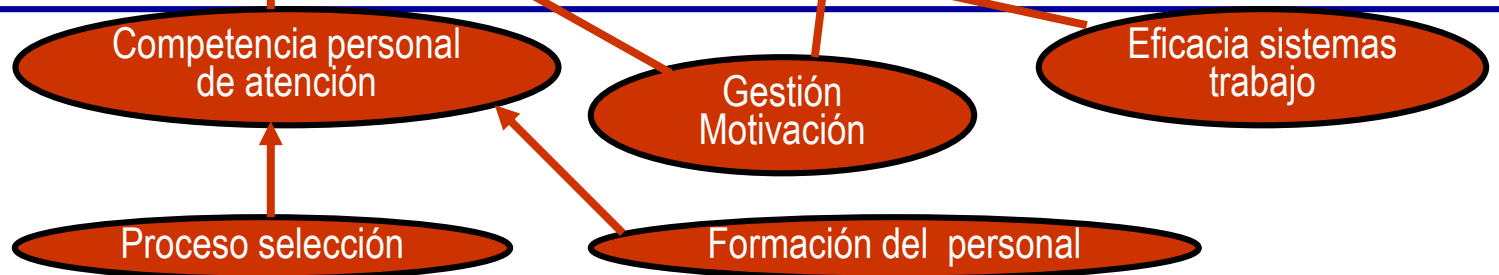 Competencia personal
de atención
Gestión
Motivación
Eficacia sistemas
trabajo
Proceso selección
Formación del  personal